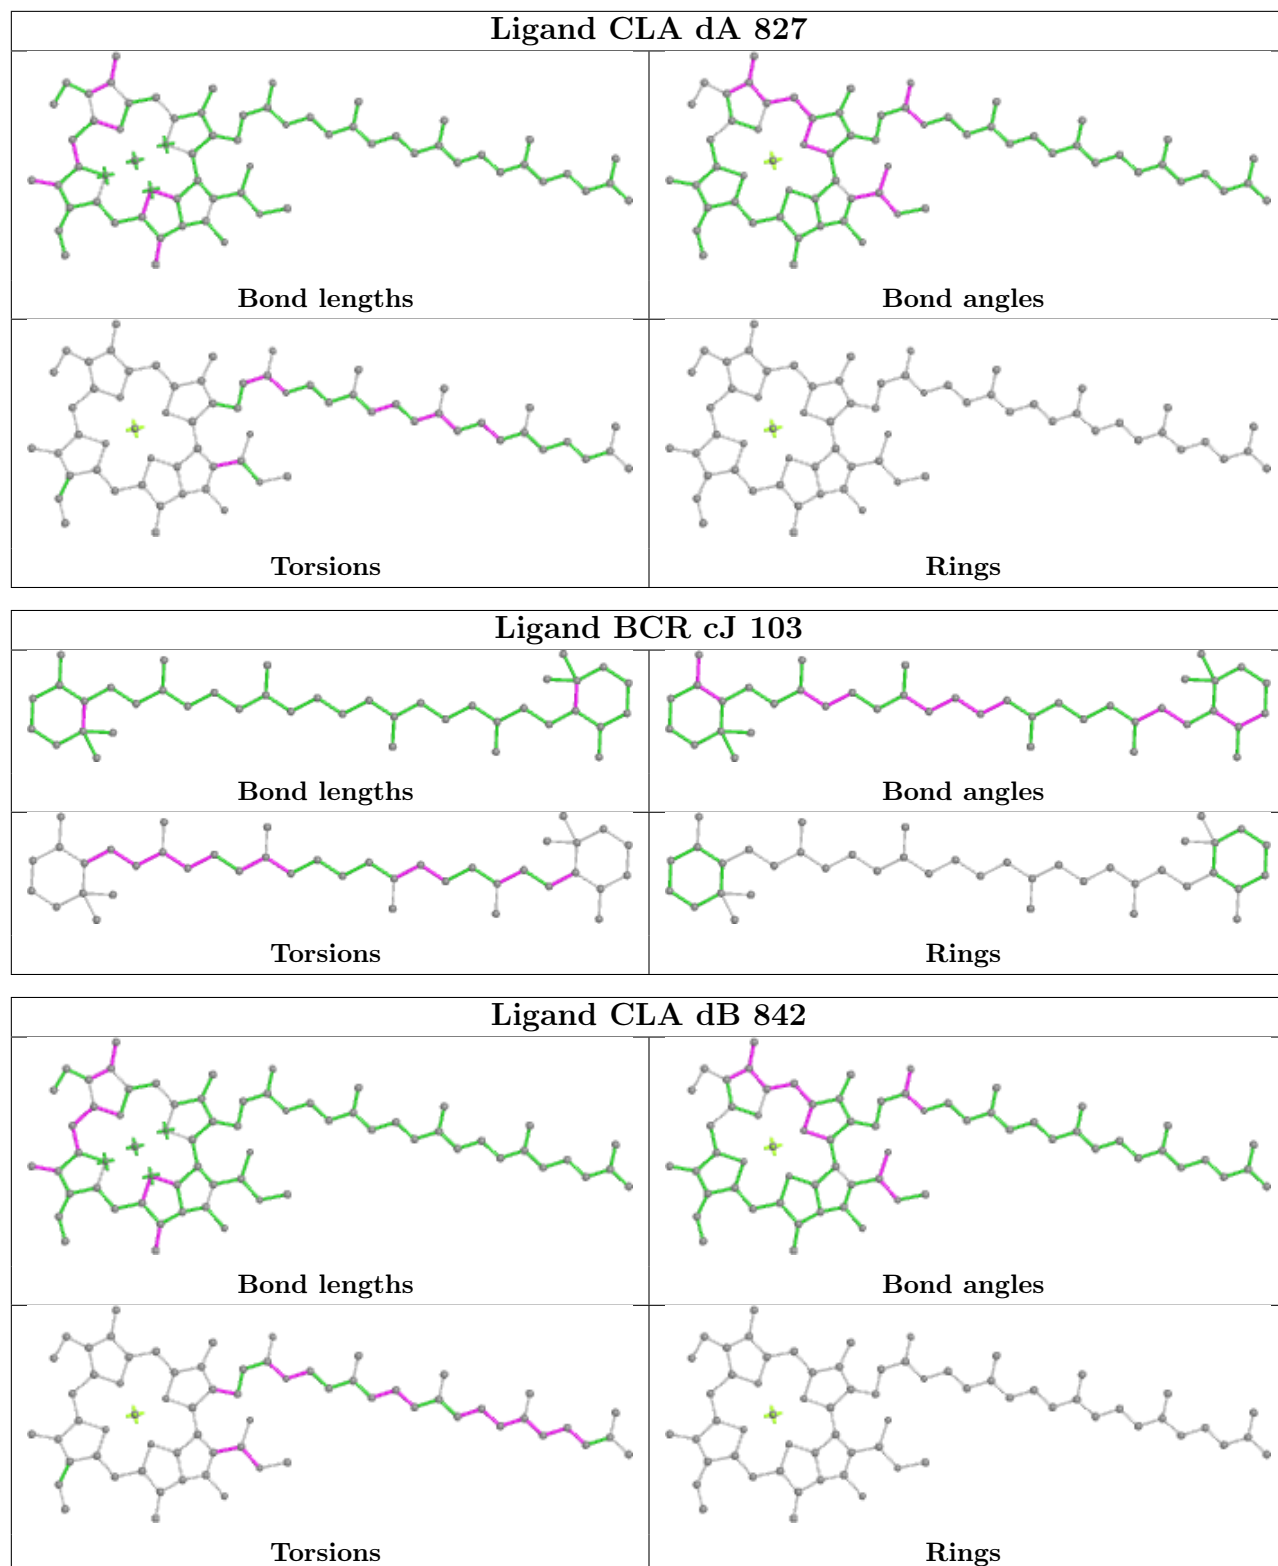 Ligand CLA dA 827
Bond lengths
Bond angles
Torsions
Rings
Ligand BCR cJ 103
Bond lengths
Bond angles
Torsions
Rings
Ligand CLA dB 842
Bond lengths
Bond angles
Torsions
Rings